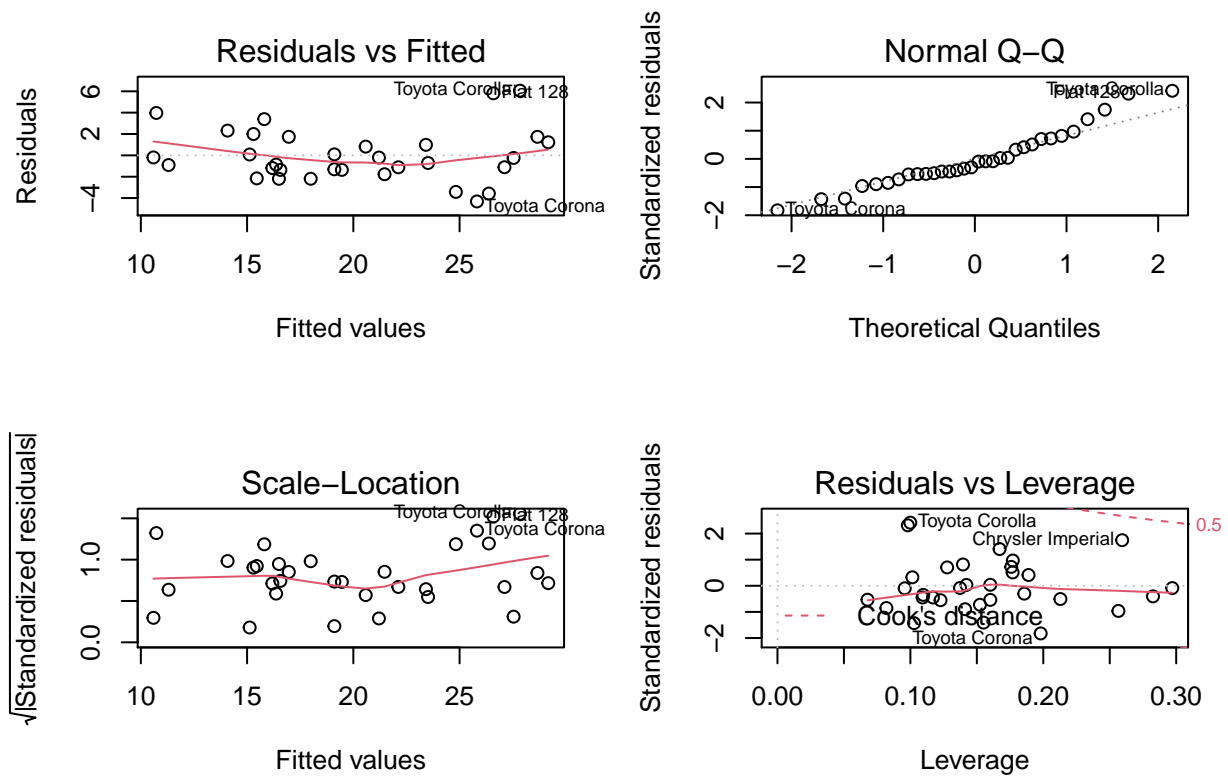 Residuals vs Fitted
Residuals
6
2
−4
Toyota Corolla
Fiat 128
Toyota Corona
10 15 20 25
Fitted values
Normal Q−Q
Standardized residuals
2
0
−2
Toyota Corolla
Fiat 128
Toyota Corona
−2 −1 0 1 2
Theoretical Quantiles
Scale−Location
√|Standardized residuals|
1.0
0.0
Toyota Corolla
Fiat 128
Toyota Corona
10 15 20 25
Fitted values
Residuals vs Leverage
Standardized residuals
2
0
−2
Toyota Corolla
Chrysler Imperial
0.5
Cook's distance
Toyota Corona
0.00 0.10 0.20 0.30
Leverage